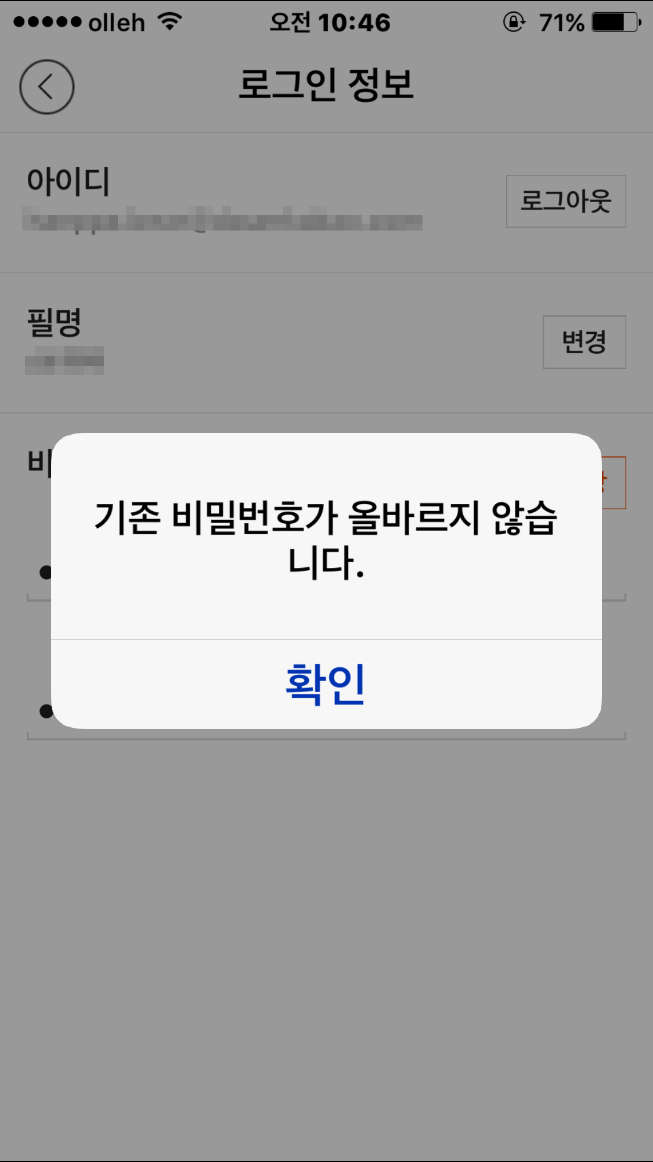 olleh 오전 10:46 71%
로그인 정보
아이디
로그아웃
필명
변경
기존 비밀번호가 올바르지 않습
니다.
확인